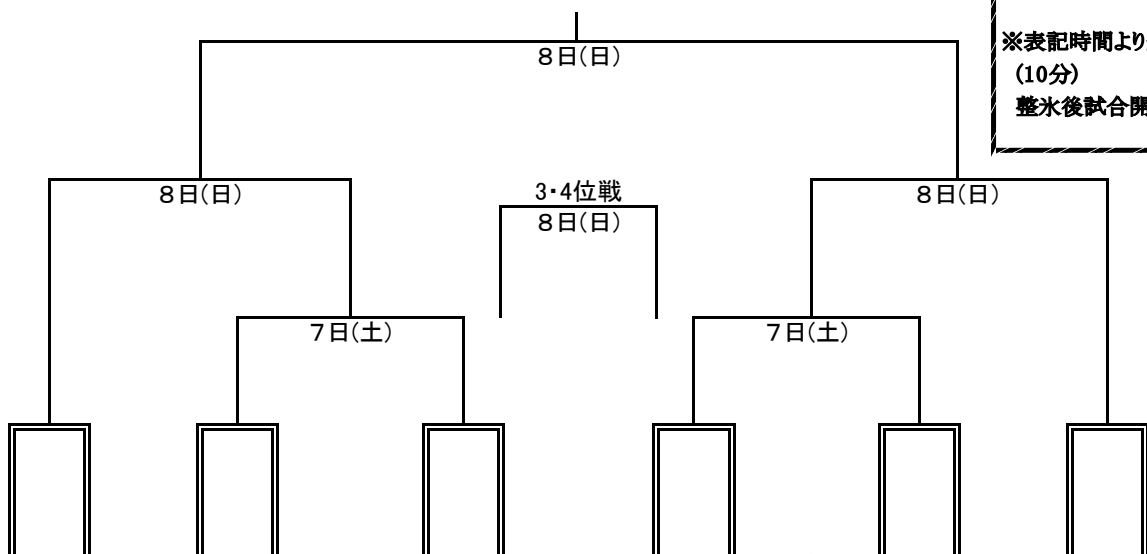 ※表記時間より
(10分)
整氷後試合開
８日(日)
８日(日)
3・4位戦
８日(日)
８日(日)
７日(土)
７日(土)